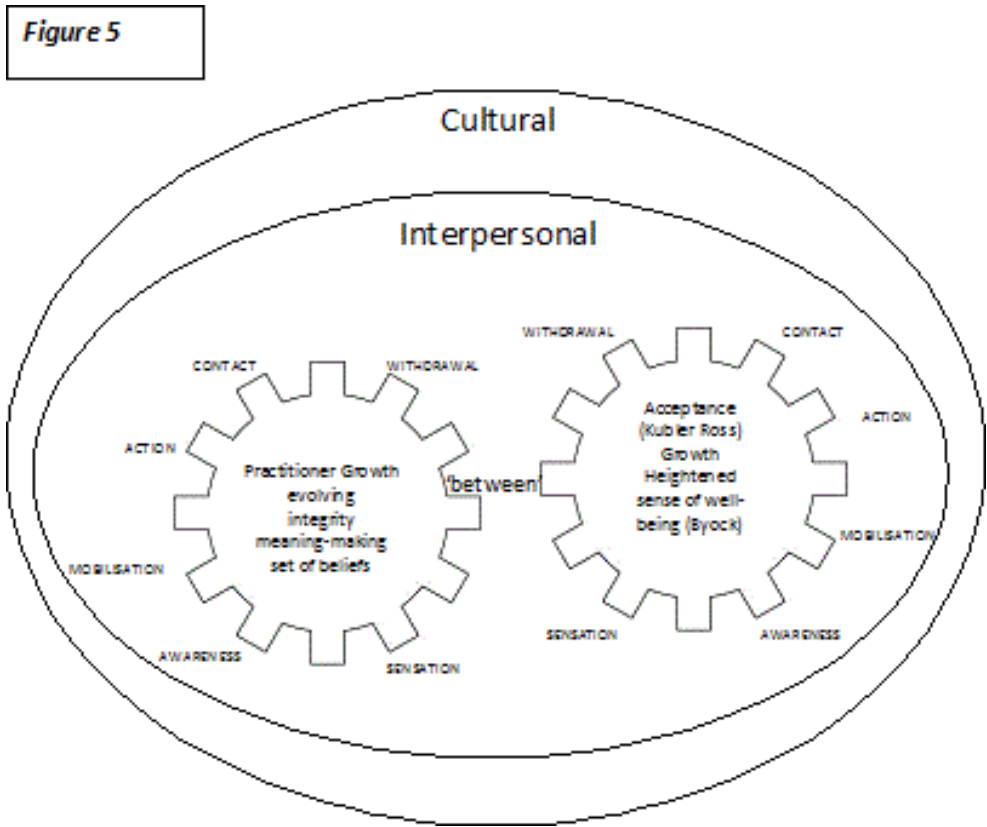 Figure 5
Cultural
Interpersonal
CONTACT
WITHDRAWAL
ACTION
Practitioner Growth
evolving
integrity
meaning-making
set of beliefs
MOBILISATION
AWARENESS
SENSATION
'between'
WITHDRAWAL
CONTACT
Acceptance
(Kubler Ross)
Growth
Heightened
sense of well-
being (Byock)
ACTION
MOBILISATION
SENSATION
AWARENESS